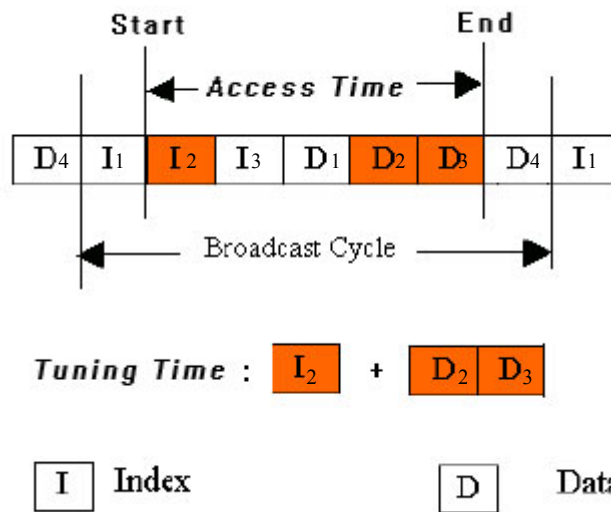 Start End
Access Time
D4 I1 I2 I3 D1 D2 D3 D4 I1
Broadcast Cycle
Tuning Time : I2 + D2 D3
I Index D Data